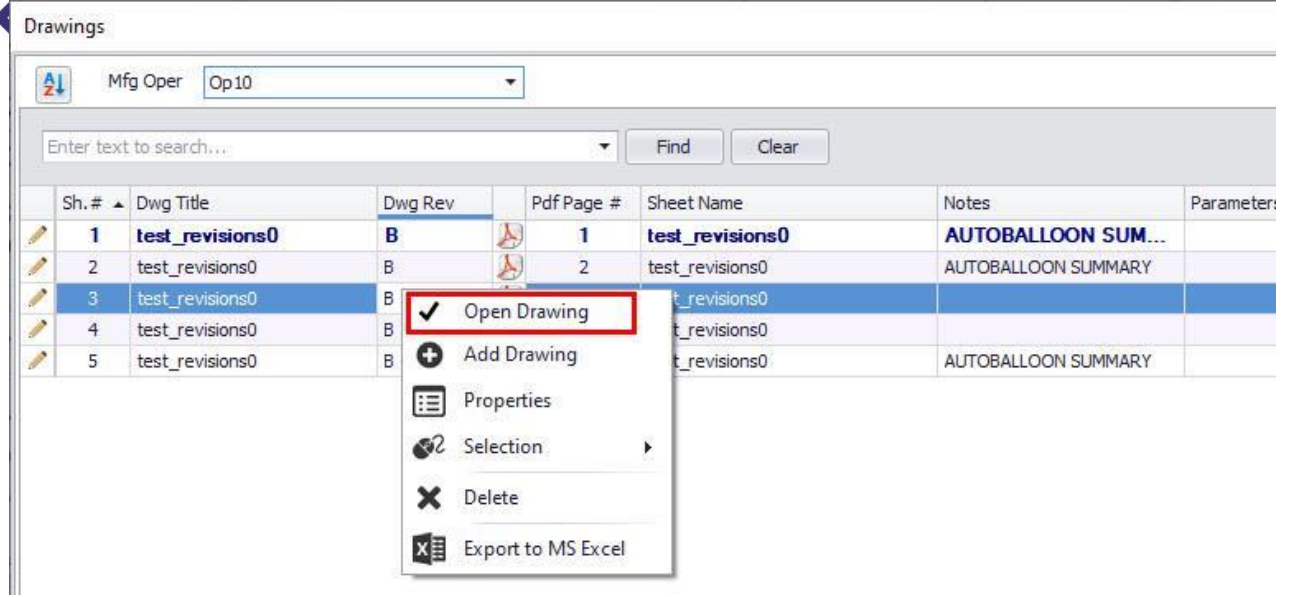 Drawings
Mfg Oper Op10
Enter text to search... Find Clear
Sh. # Dwg Title Dwg Rev Pdf Page # Sheet Name Notes Parameters
1 test_revisions0 B 1 test_revisions0 AUTOBALLOON SUM...
2 test_revisions0 B 2 test_revisions0 AUTOBALLOON SUMMARY
3 test_revisions0 B t_revisions0
Open Drawing
4 test_revisions0 B t_revisions0
Add Drawing
5 test_revisions0 B t_revisions0 AUTOBALLOON SUMMARY
Properties
Selection
Delete
Export to MS Excel